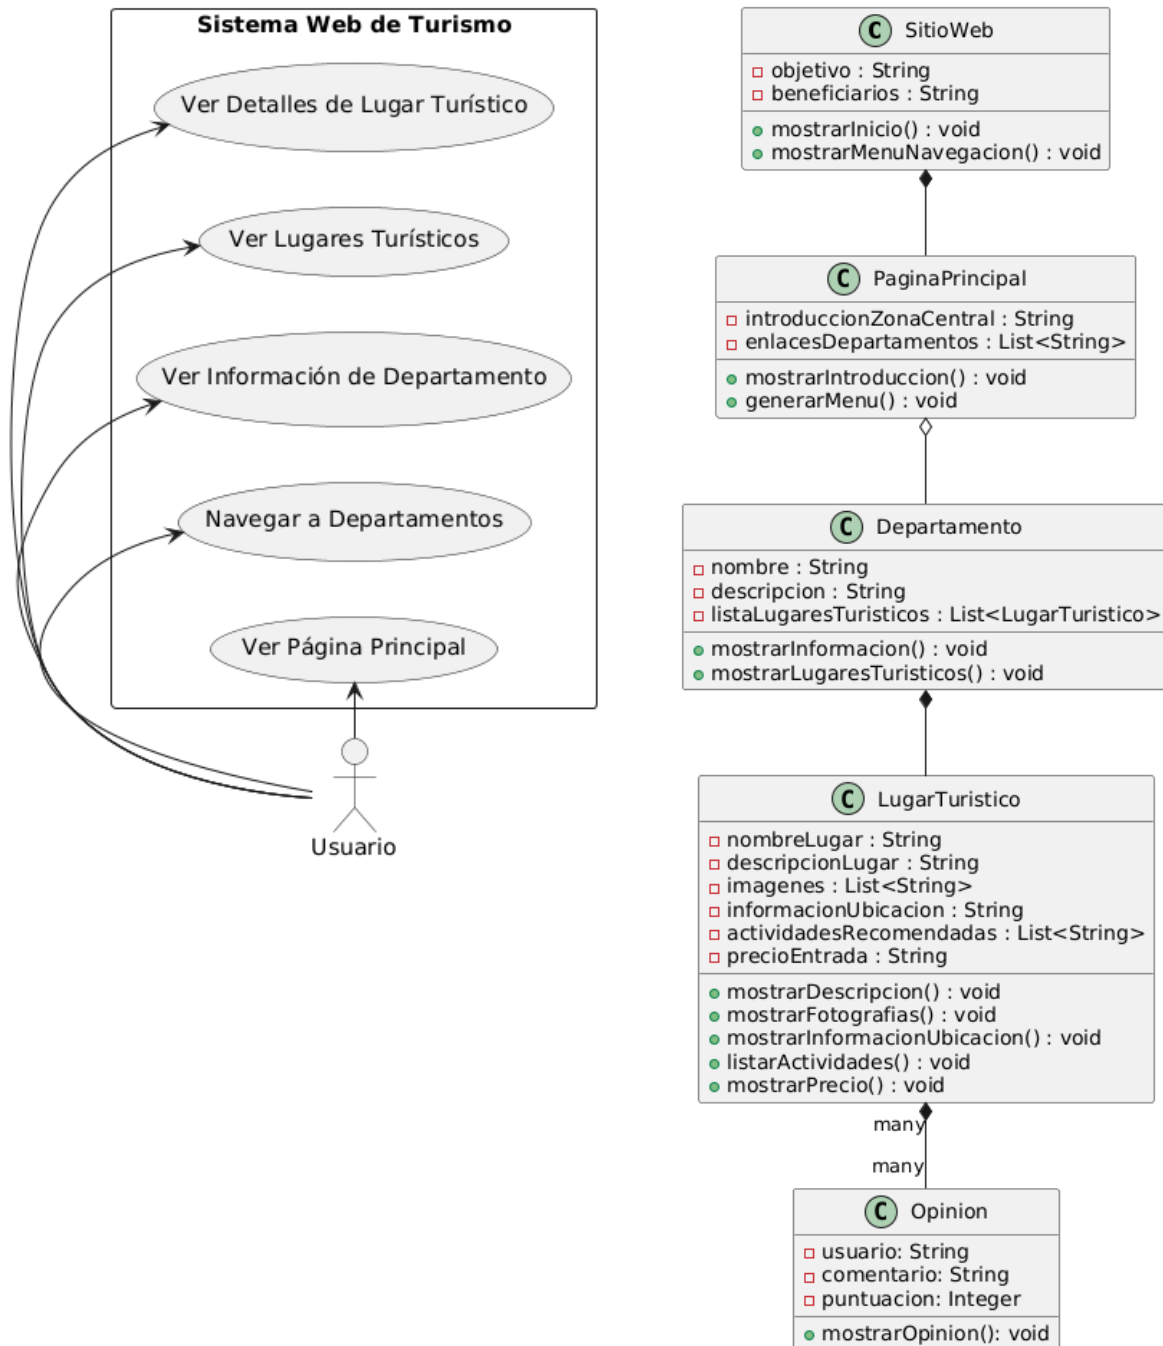 Sistema Web de Turismo
Ver Detalles de Lugar Turístico
Ver Lugares Turísticos
Ver Información de Departamento
Navegar a Departamentos
Ver Página Principal
Usuario
C SitioWeb
objetivo : String
beneficiarios : String
mostrarInicio() : void
mostrarMenuNavegacion() : void
C PaginaPrincipal
introduccionZonaCentral : String
enlacesDepartamentos : List<String>
mostrarIntroduccion() : void
generarMenu() : void
C Departamento
nombre : String
descripcion : String
listaLugaresTuristicos : List<LugarTuristico>
mostrarInformacion() : void
mostrarLugaresTuristicos() : void
C LugarTuristico
nombreLugar : String
descripcionLugar : String
imagenes : List<String>
informacionUbicacion : String
actividadesRecomendadas : List<String>
precioEntrada : String
mostrarDescripcion() : void
mostrarFotografias() : void
mostrarInformacionUbicacion() : void
listarActividades() : void
mostrarPrecio() : void
many
many
C Opinion
usuario: String
comentario: String
puntuacion: Integer
mostrarOpinion(): void